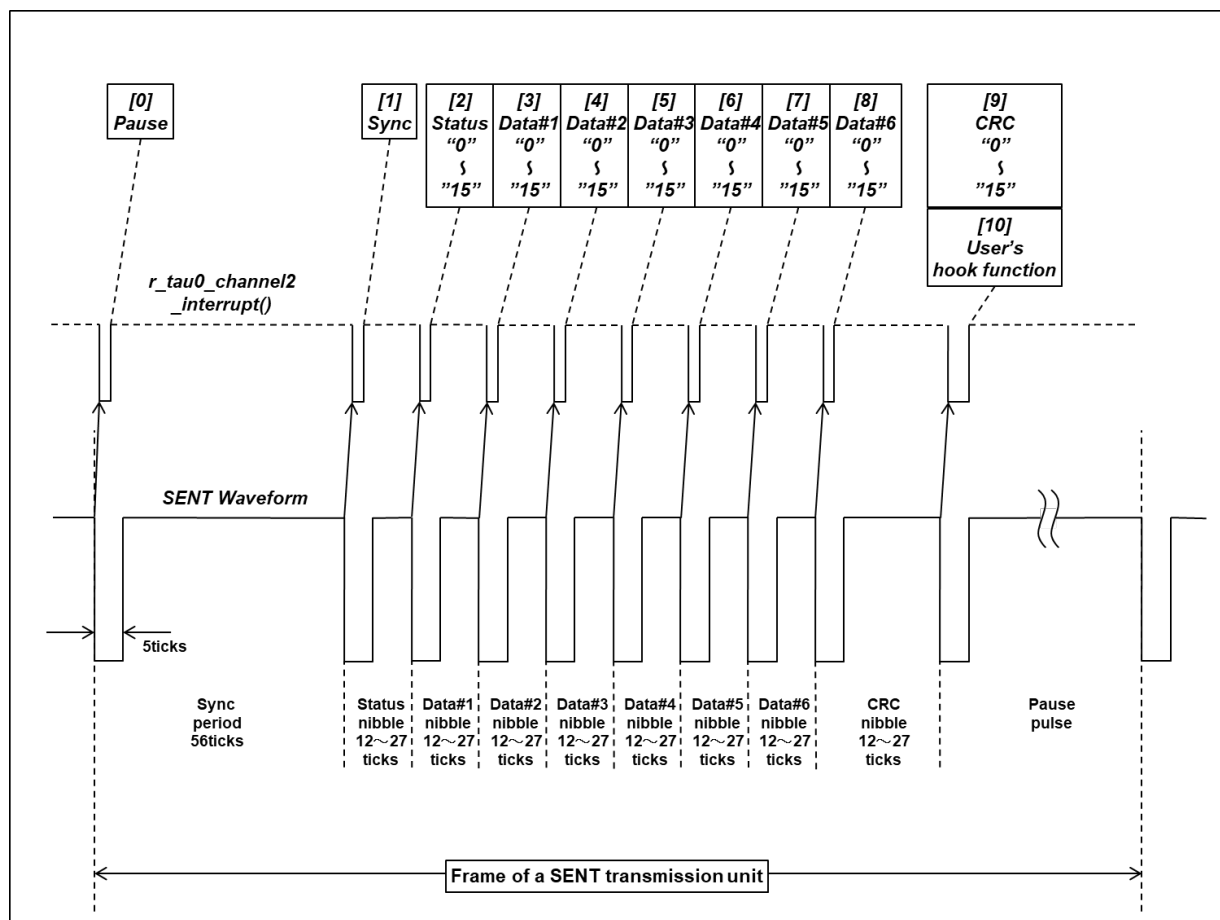 [0]
Pause
[1]
Sync
[2]
Status
“0”
∫
”15”
[3]
Data#1
“0”
∫
”15”
[4]
Data#2
“0”
∫
”15”
[5]
Data#3
“0”
∫
”15”
[6]
Data#4
“0”
∫
”15”
[7]
Data#5
“0”
∫
”15”
[8]
Data#6
“0”
∫
”15”
[9]
CRC
“0”
∫
”15”
[10]
User’s
hook function
r_tau0_channel2
_interrupt()
SENT Waveform
5ticks
Sync
period
56ticks
Status
nibble
12~27
ticks
Data#1
nibble
12~27
ticks
Data#2
nibble
12~27
ticks
Data#3
nibble
12~27
ticks
Data#4
nibble
12~27
ticks
Data#5
nibble
12~27
ticks
Data#6
nibble
12~27
ticks
CRC
nibble
12~27
ticks
Pause
pulse
Frame of a SENT transmission unit